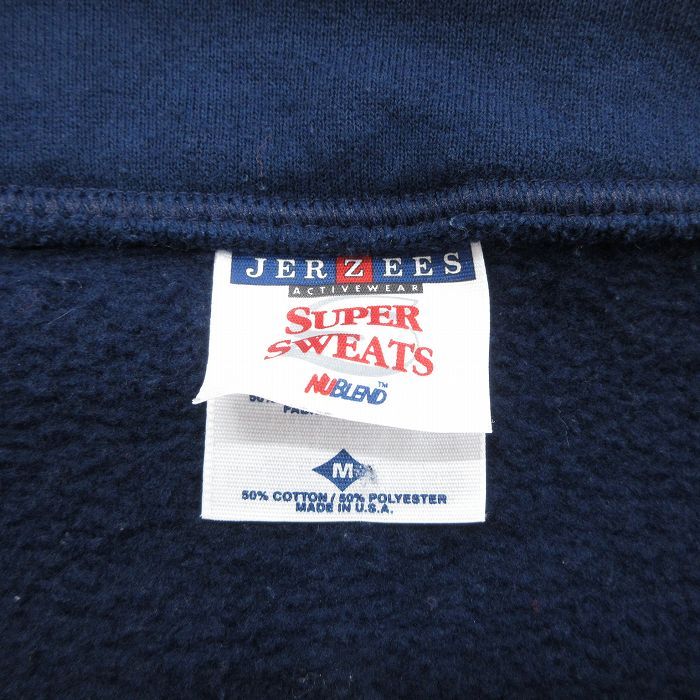 JERZEES
ACTIVEWEAR
SUPER
SWEATS
NUBLEND™
M
50% COTTON / 50% POLYESTER
MADE IN U.S.A.